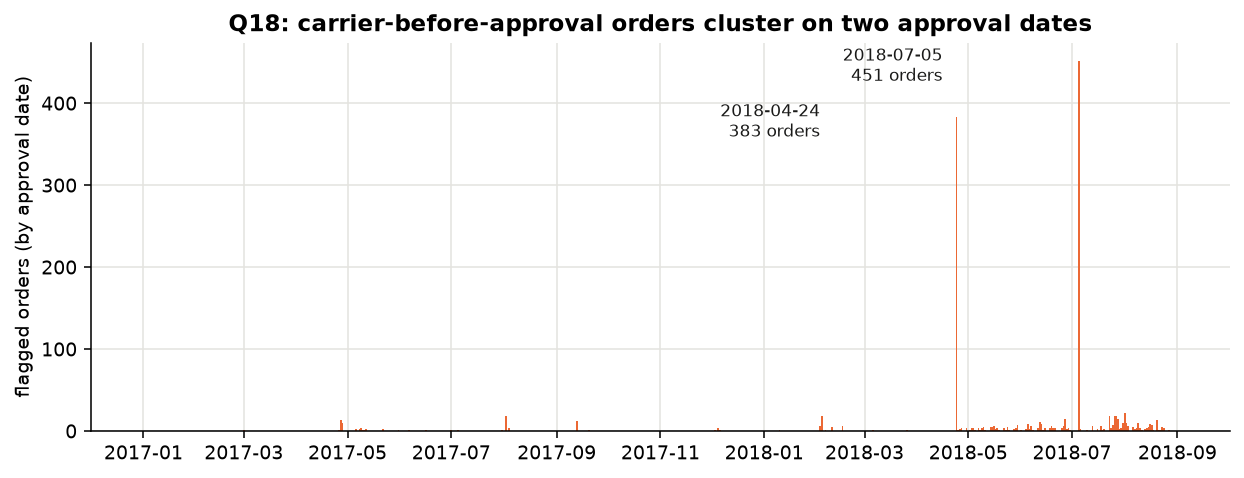 Q18: carrier-before-approval orders cluster on two approval dates
flagged orders (by approval date)
400
300
200
100
0
2018-07-05
451 orders
2018-04-24
383 orders
2017-01 2017-03 2017-05 2017-07 2017-09 2017-11 2018-01 2018-03 2018-05 2018-07 2018-09